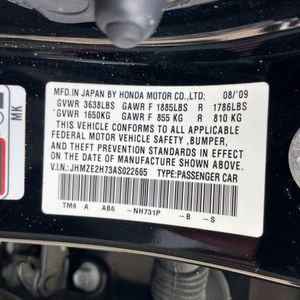 MFD. IN JAPAN BY HONDA MOTOR CO.,LTD; 08/'09
GVWR 3638LBS GAWR F 1885LBS R 1786LBS
GVWR 1650KG GAWR F 855 KG R 810 KG
THIS VEHICLE CONFORMS TO ALL APPLICABLE
FEDERAL MOTOR VEHICLE SAFETY ,BUMPER,
AND THEFT PREVENTION STANDARDS IN EFFECT
ON THE DATE OF MANUFACTURE SHOWN ABOVE.
V.I.N.: JHMZE2H73AS022665 TYPE:PASSENGER CAR
TM8 A AB6 -NH731P -B -S
MK